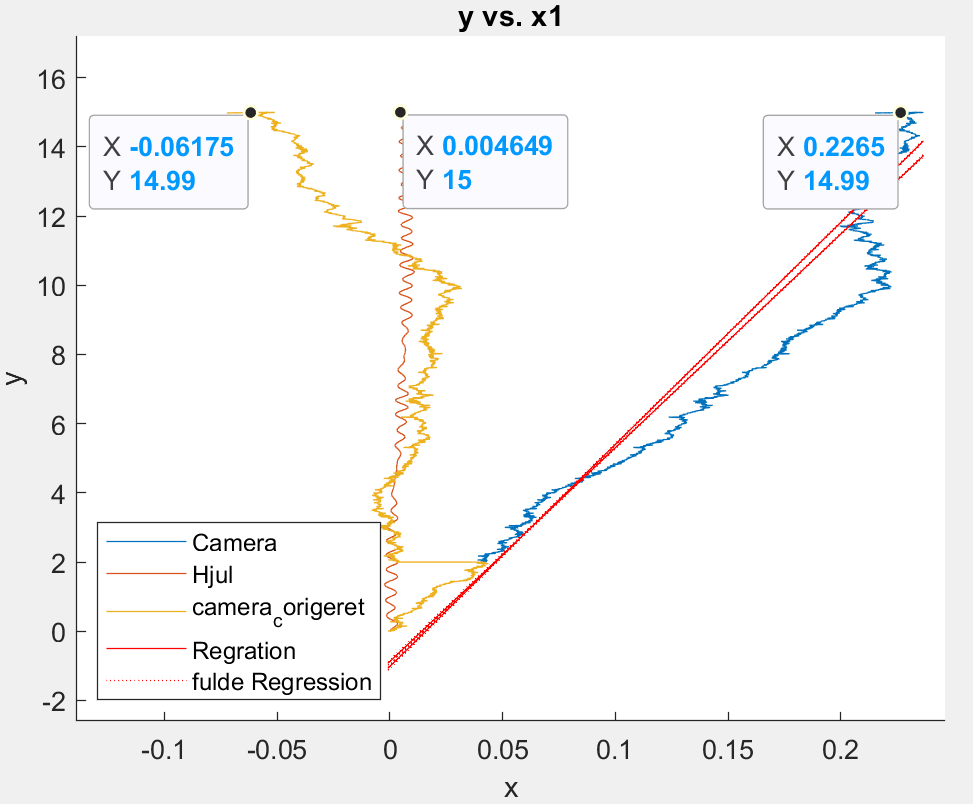 y vs. x1
16
14
12
10
8
6
4
2
0
-2
y
X -0.06175
Y 14.99
X 0.004649
Y 15
X 0.2265
Y 14.99
Camera
Hjul
camera_corigeret
Regration
fulde Regression
-0.1
-0.05
0
0.05
0.1
0.15
0.2
x